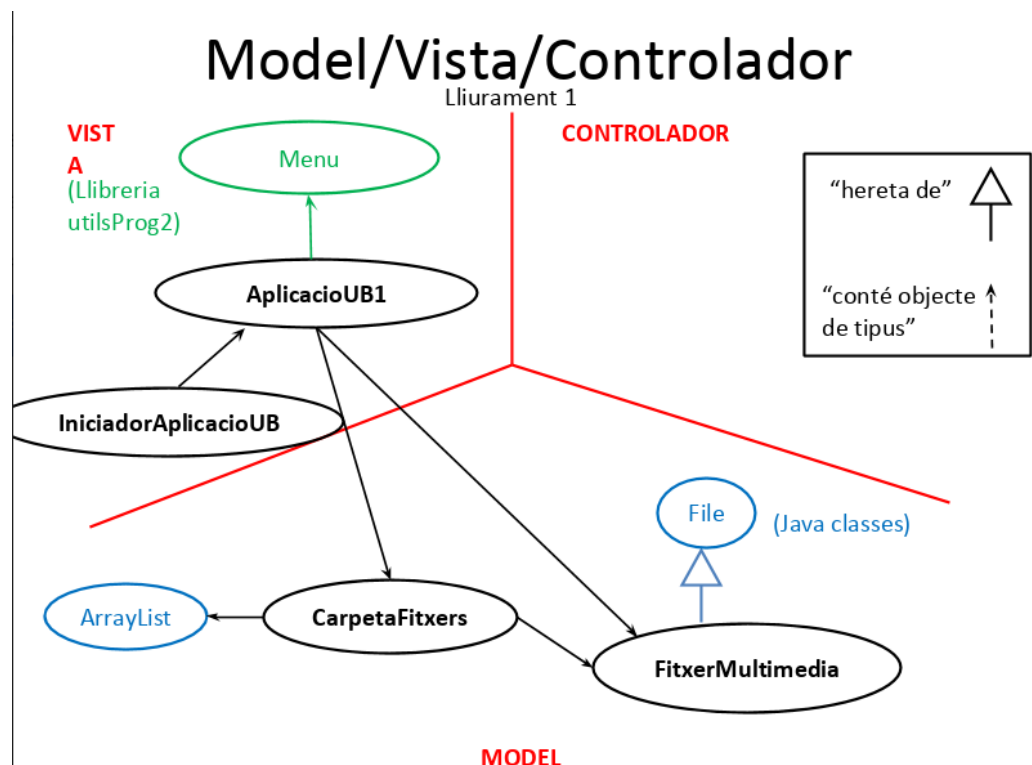 Model/Vista/Controlador
Lliurament 1
VIST
A
(Llibreria
utilsProg2)
Menu
CONTROLADOR
“hereta de”
“conté objecte
de tipus”
AplicacioUB1
IniciadorAplicacioUB
File
(Java classes)
ArrayList
CarpetaFitxers
FitxerMultimedia
MODEL